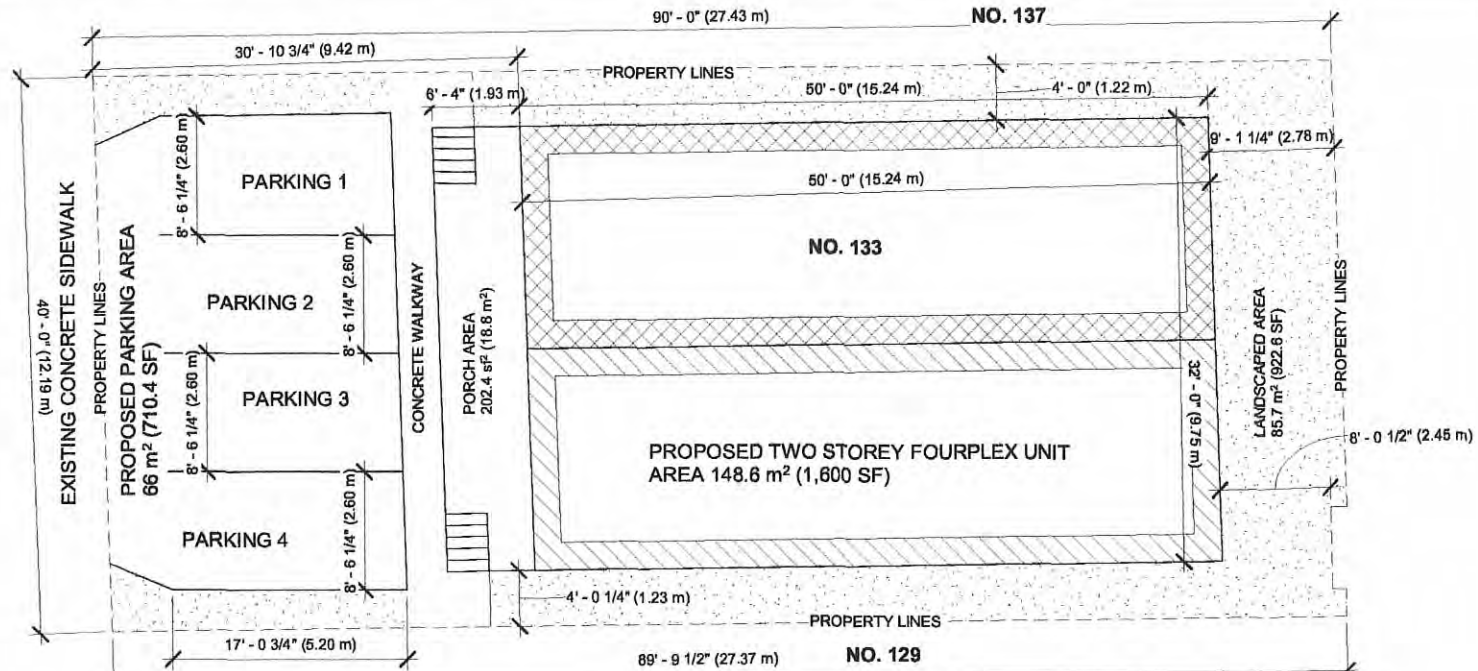 90' - 0" (27.43 m)
NO. 137
30' - 10 3/4" (9.42 m)
PROPERTY LINES
6' - 4" (1.93 m)
50' - 0" (15.24 m)
4' - 0" (1.22 m)
9' - 1 1/4" (2.78 m)
8' - 6 1/4" (2.60 m)
PARKING 1
50' - 0" (15.24 m)
NO. 133
EXISTING CONCRETE SIDEWALK
40' - 0" (12.19 m)
PROPERTY LINES
PROPOSED PARKING AREA
66 m² (710.4 SF)
PARKING 2
8' - 6 1/4" (2.60 m)
CONCRETE WALKWAY
PORCH AREA
202.4 sf² (18.8 m²)
8' - 6 1/4" (2.60 m)
PARKING 3
32' - 0" (9.75 m)
LANDSCAPED AREA
85.7 m² (922.6 SF)
PROPERTY LINES
8' - 0 1/2" (2.45 m)
PROPOSED TWO STOREY FOURPLEX UNIT
AREA 148.6 m² (1,600 SF)
PARKING 4
8' - 6 1/4" (2.60 m)
4' - 0 1/4" (1.23 m)
PROPERTY LINES
17' - 0 3/4" (5.20 m)
89' - 9 1/2" (27.37 m)
NO. 129